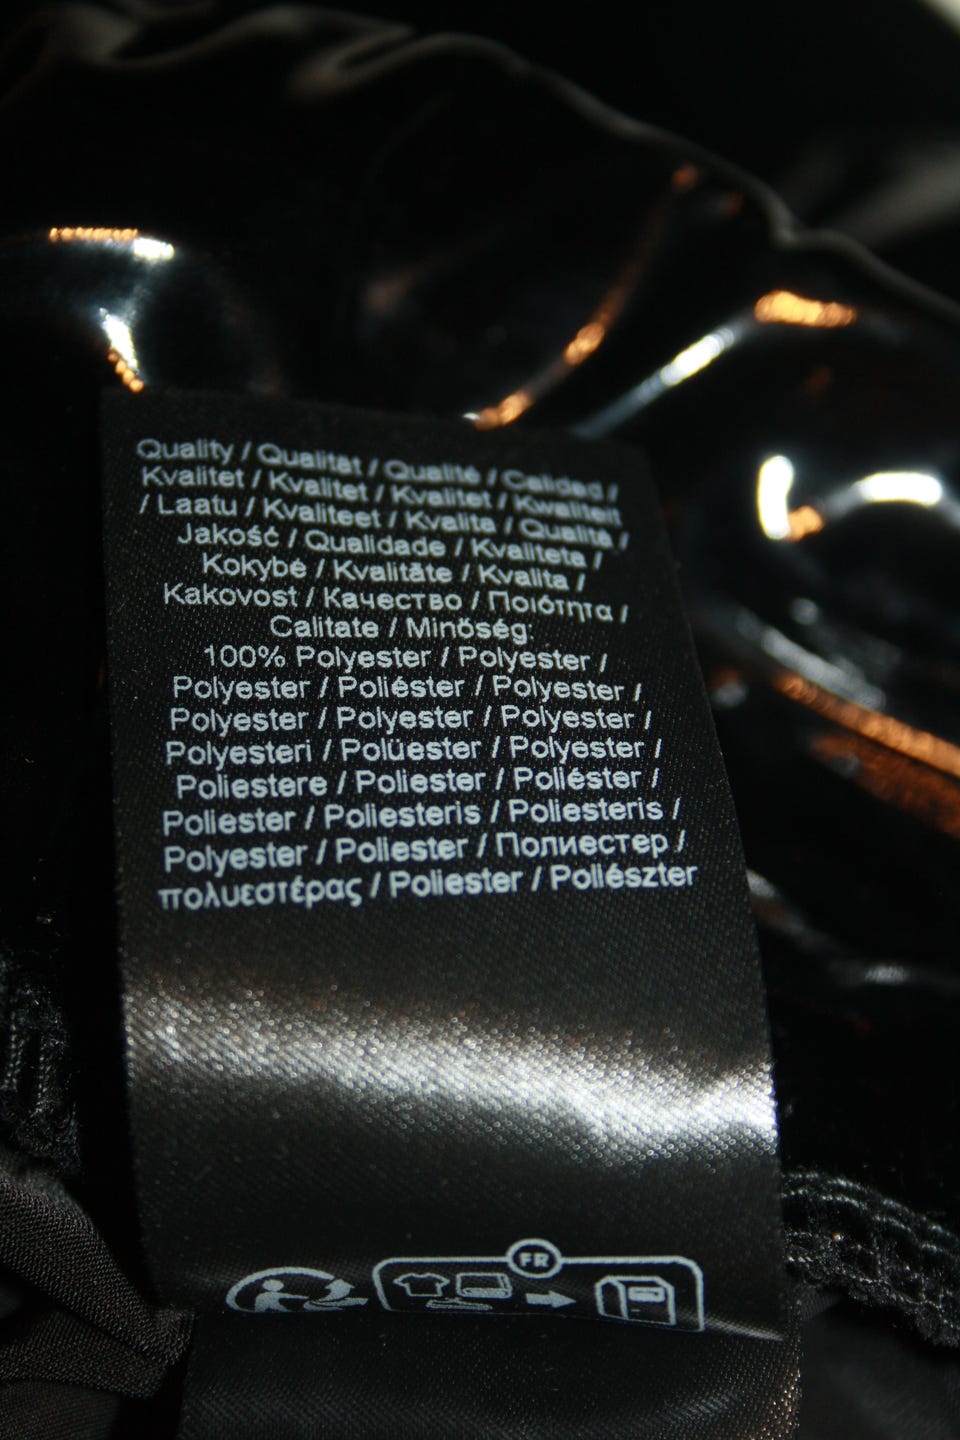 Quality / Qualitat / Qualité / Calidad /
Kvalitet / Kvalitet / Kvalitet / Kwaliteit
/ Laatu / Kvaliteet / Kvalita / Qualità /
Jakość / Qualidade / Kvaliteta /
Kokybė / Kvalitāte / Kvalita /
Kakovost / Качество / Ποιότητα /
Calitate / Minőség:
100% Polyester / Polyester /
Polyester / Poliéster / Polyester /
Polyester / Polyester / Polyester /
Polyesteri / Polüester / Polyester /
Poliestere / Poliester / Poliéster /
Poliester / Poliesteris / Poliesteris /
Polyester / Poliester / Полиестер /
πολυεστέρας / Poliester / Poliészter
FR